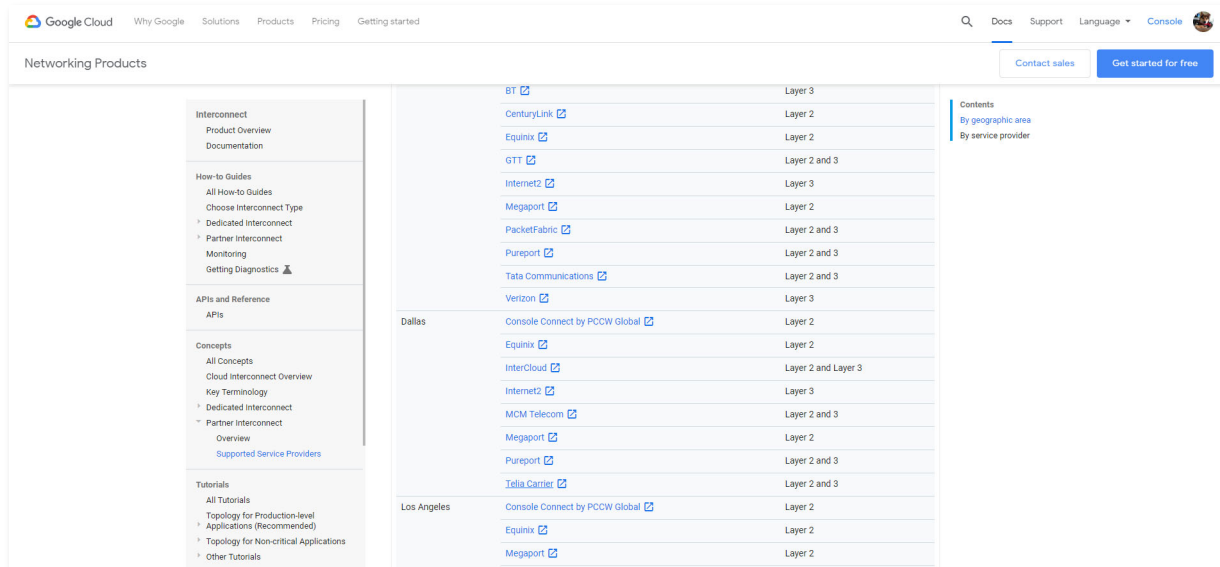 Google Cloud Why Google Solutions Products Pricing Getting started Docs Support Language Console
Networking Products Contact sales Get started for free
Interconnect
Product Overview
Documentation
How-to Guides
All How-to Guides
Choose Interconnect Type
Dedicated Interconnect
Partner Interconnect
Monitoring
Getting Diagnostics
APIs and Reference
APIs
Concepts
All Concepts
Cloud Interconnect Overview
Key Terminology
Dedicated Interconnect
Partner Interconnect
Overview
Supported Service Providers
Tutorials
All Tutorials
Topology for Production-level
Applications (Recommended)
Topology for Non-critical Applications
Other Tutorials
BT Layer 3
CenturyLink Layer 2
Equinix Layer 2
GTT Layer 2 and 3
Internet2 Layer 3
Megaport Layer 2
PacketFabric Layer 2 and 3
Pureport Layer 2 and 3
Tata Communications Layer 2 and 3
Verizon Layer 3
Dallas Console Connect by PCCW Global Layer 2
Equinix Layer 2
InterCloud Layer 2 and Layer 3
Internet2 Layer 3
MCM Telecom Layer 2 and 3
Megaport Layer 2
Pureport Layer 2 and 3
Telia Carrier Layer 2 and 3
Los Angeles Console Connect by PCCW Global Layer 2
Equinix Layer 2
Megaport Layer 2
Contents
By geographic area
By service provider